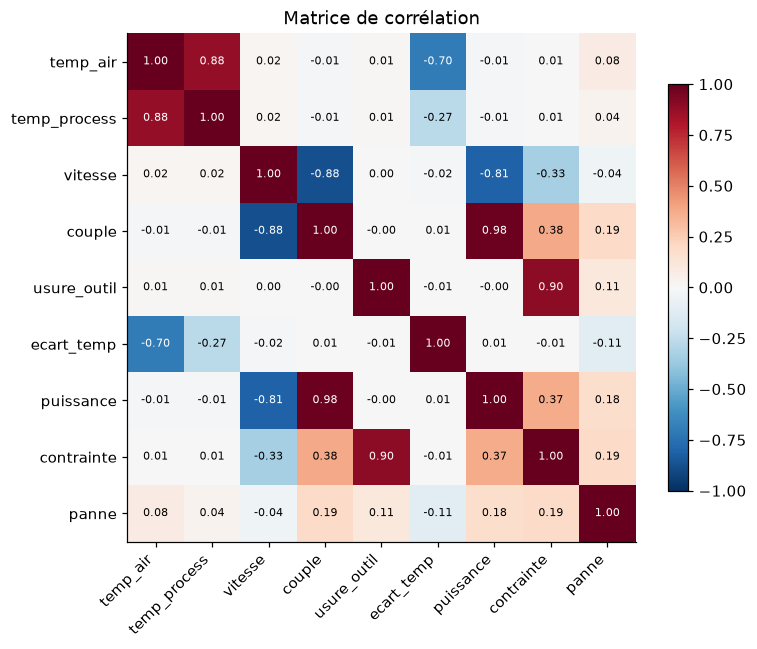 Matrice de corrélation
temp_air 1.00 0.88 0.02 -0.01 0.01 -0.70 -0.01 0.01 0.08
temp_process 0.88 1.00 0.02 -0.01 0.01 -0.27 -0.01 0.01 0.04
vitesse 0.02 0.02 1.00 -0.88 0.00 -0.02 -0.81 -0.33 -0.04
couple -0.01 -0.01 -0.88 1.00 -0.00 0.01 0.98 0.38 0.19
usure_outil 0.01 0.01 0.00 -0.00 1.00 -0.01 -0.00 0.90 0.11
ecart_temp -0.70 -0.27 -0.02 0.01 -0.01 1.00 0.01 -0.01 -0.11
puissance -0.01 -0.01 -0.81 0.98 -0.00 0.01 1.00 0.37 0.18
contrainte 0.01 0.01 -0.33 0.38 0.90 -0.01 0.37 1.00 0.19
panne 0.08 0.04 -0.04 0.19 0.11 -0.11 0.18 0.19 1.00
temp_air temp_process vitesse couple usure_outil ecart_temp puissance contrainte panne
1.00
0.75
0.50
0.25
0.00
−0.25
−0.50
−0.75
−1.00